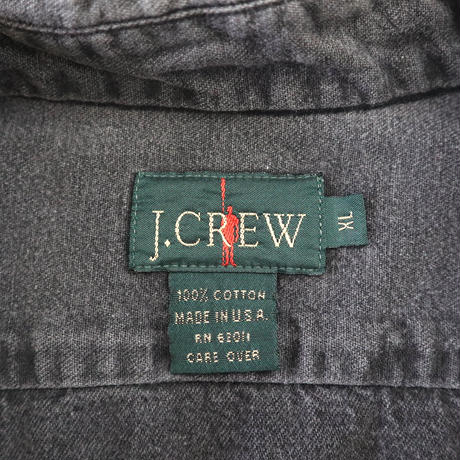 J.CREW
XL
100% COTTON
MADE IN U.S.A.
RN 62011
CARE OVER